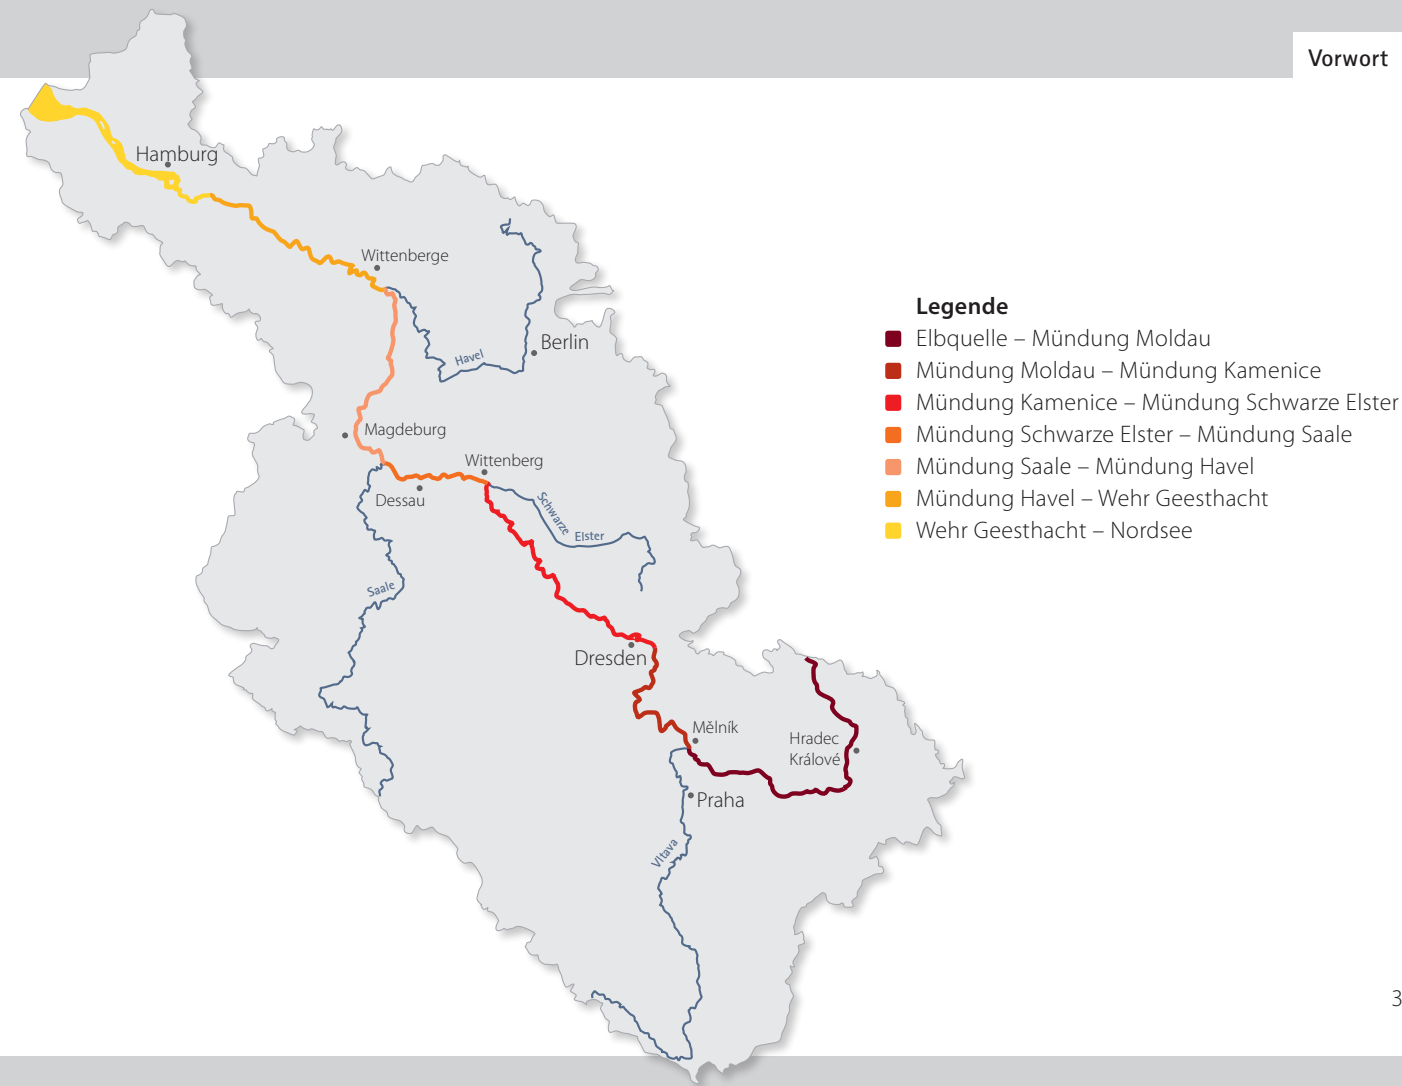 Vorwort
Hamburg
Wittenberge
Havel
Berlin
Magdeburg
Wittenberg
Dessau
Schwarze
Elster
Saale
Dresden
Mělník
Hradec
Králové
Praha
Vltava
Legende
Elbquelle – Mündung Moldau
Mündung Moldau – Mündung Kamenice
Mündung Kamenice – Mündung Schwarze Elster
Mündung Schwarze Elster – Mündung Saale
Mündung Saale – Mündung Havel
Mündung Havel – Wehr Geesthacht
Wehr Geesthacht – Nordsee
3